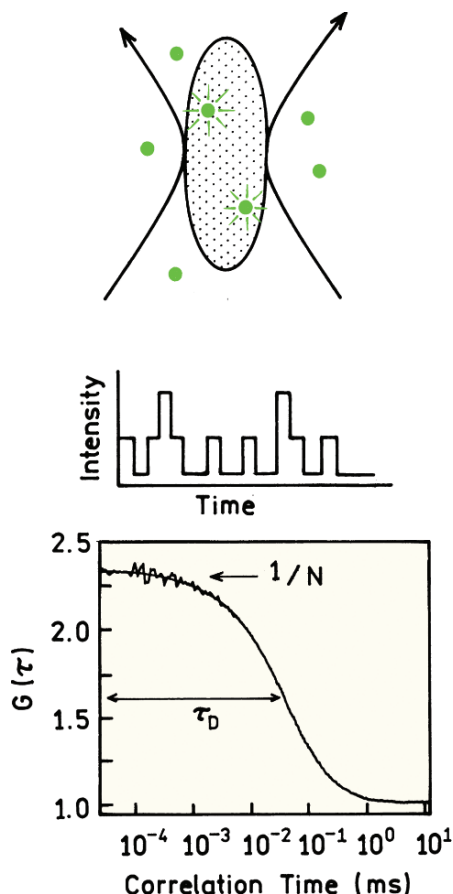 Intensity
Time
2.5
2.0
1.5
1.0
G(τ)
← 1/N
τ_D
10⁻⁴ 10⁻³ 10⁻² 10⁻¹ 10⁰ 10¹
Correlation Time (ms)